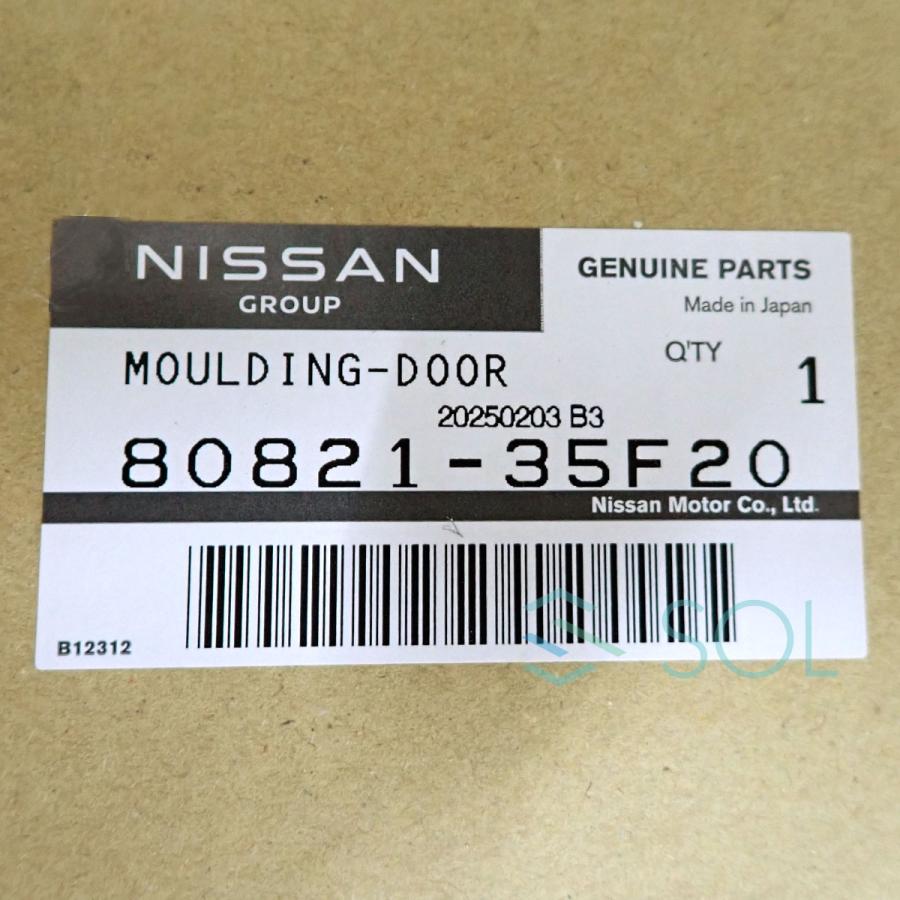 NISSAN
GROUP
GENUINE PARTS
Made in Japan
MOULDING-DOOR
Q'TY
1
20250203 B3
80821-35F20
Nissan Motor Co., Ltd.
B12312
SOL